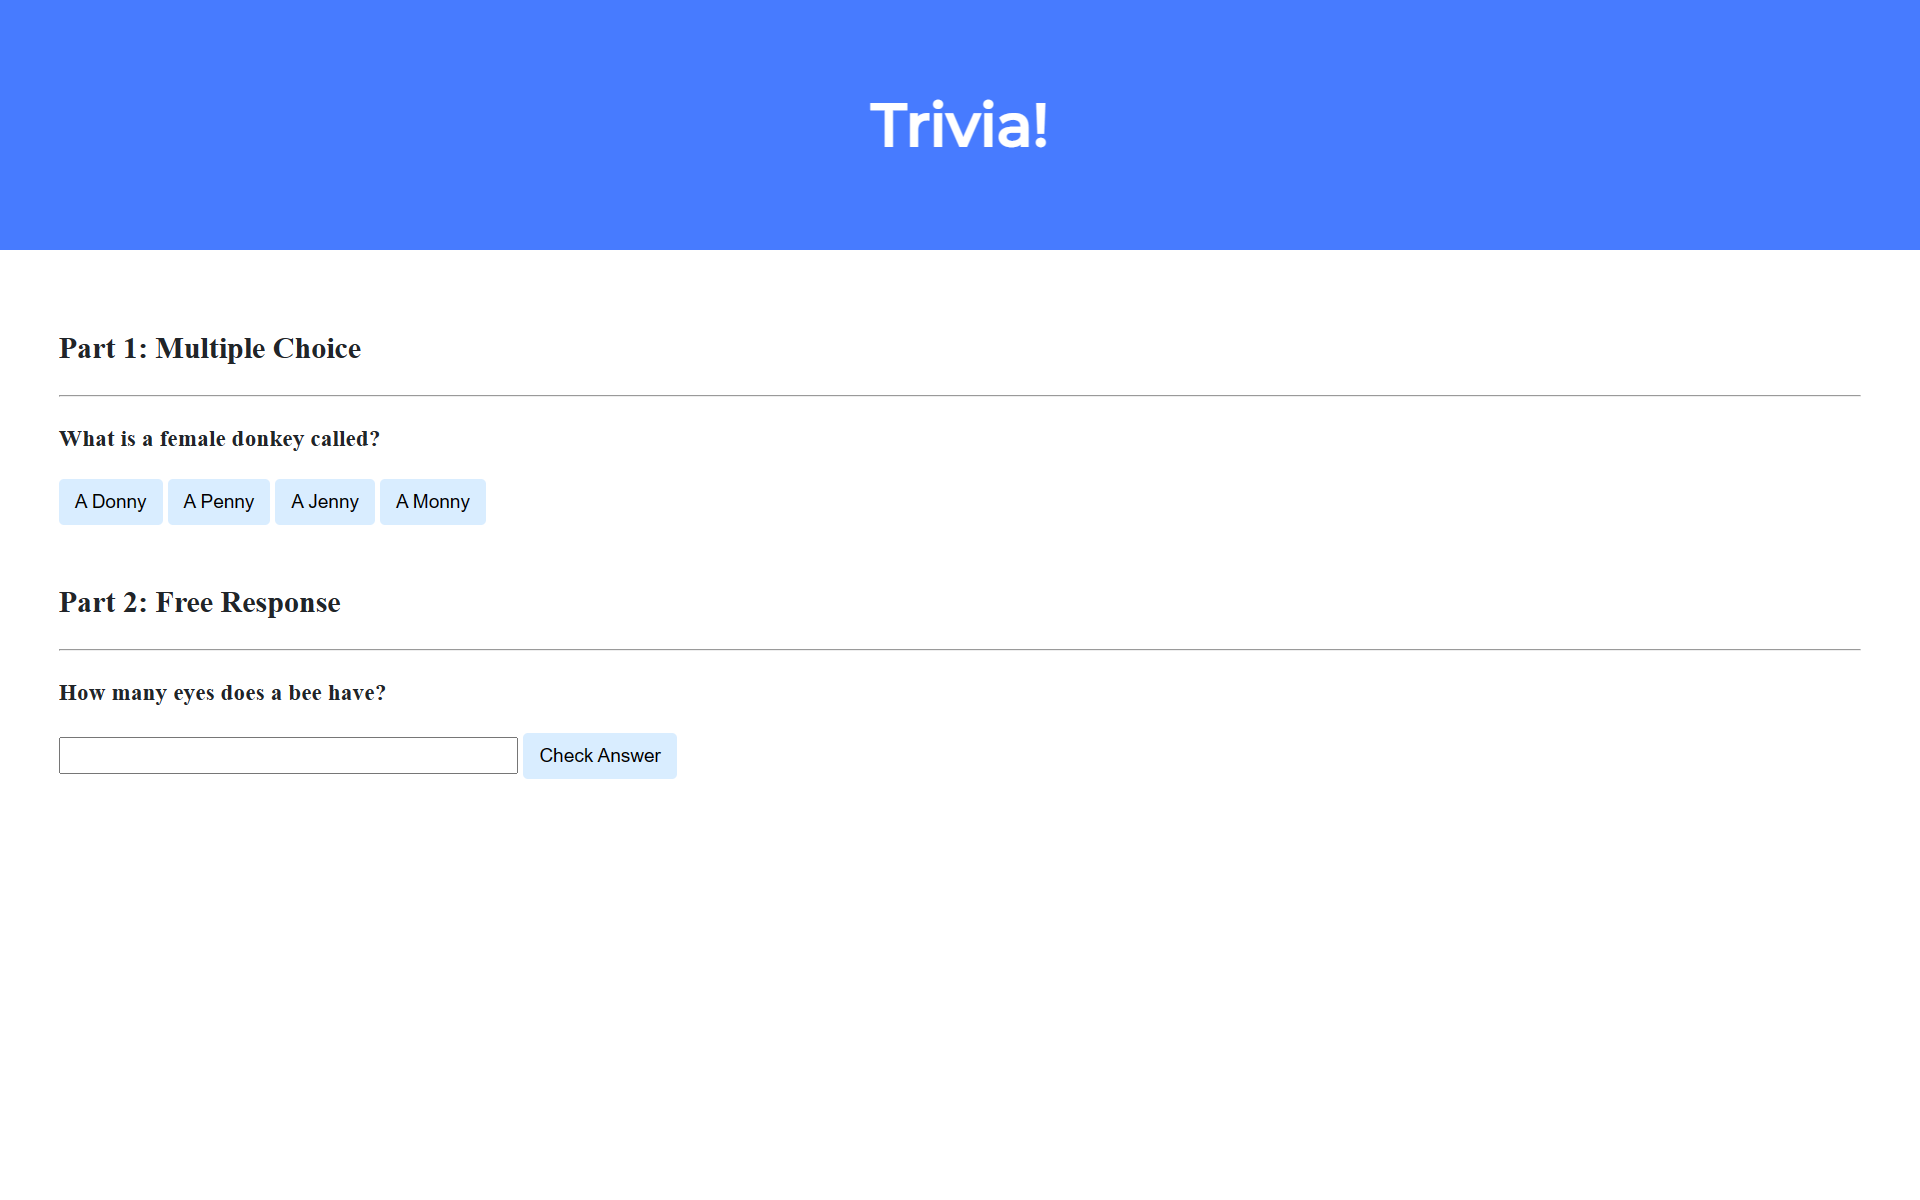 Trivia!
Part 1: Multiple Choice
What is a female donkey called?
A Donny A Penny A Jenny A Monny
Part 2: Free Response
How many eyes does a bee have?
Check Answer